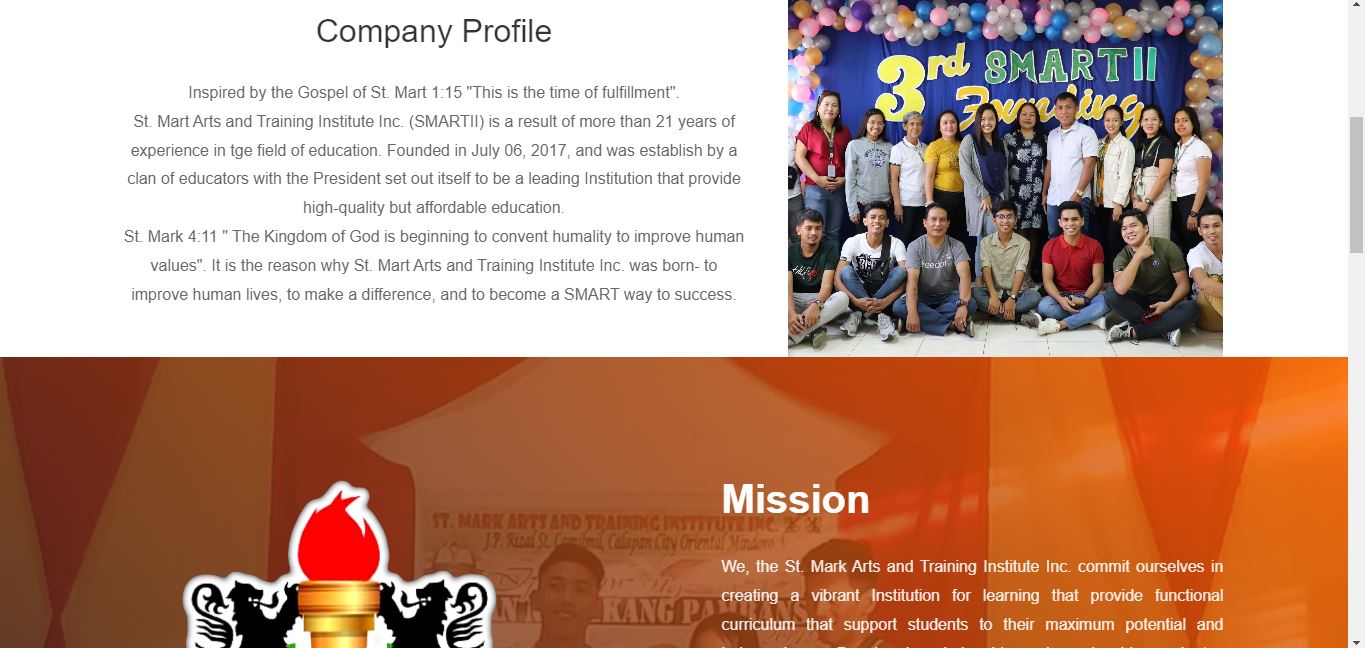 Company Profile
Inspired by the Gospel of St. Mart 1:15 "This is the time of fulfillment".
St. Mart Arts and Training Institute Inc. (SMARTII) is a result of more than 21 years of
experience in tge field of education. Founded in July 06, 2017, and was establish by a
clan of educators with the President set out itself to be a leading Institution that provide
high-quality but affordable education.
St. Mark 4:11 " The Kingdom of God is beginning to convent humality to improve human
values". It is the reason why St. Mart Arts and Training Institute Inc. was born- to
improve human lives, to make a difference, and to become a SMART way to success.
3rd SMARTII
Founding
freedom
Mission
We, the St. Mark Arts and Training Institute Inc. commit ourselves in
creating a vibrant Institution for learning that provide functional
curriculum that support students to their maximum potential and
ST. MARK ARTS AND TRAINING INSTITUTE INC.
J.P. Rizal St. Camilmil, Calapan City Oriental Mindoro
KANG